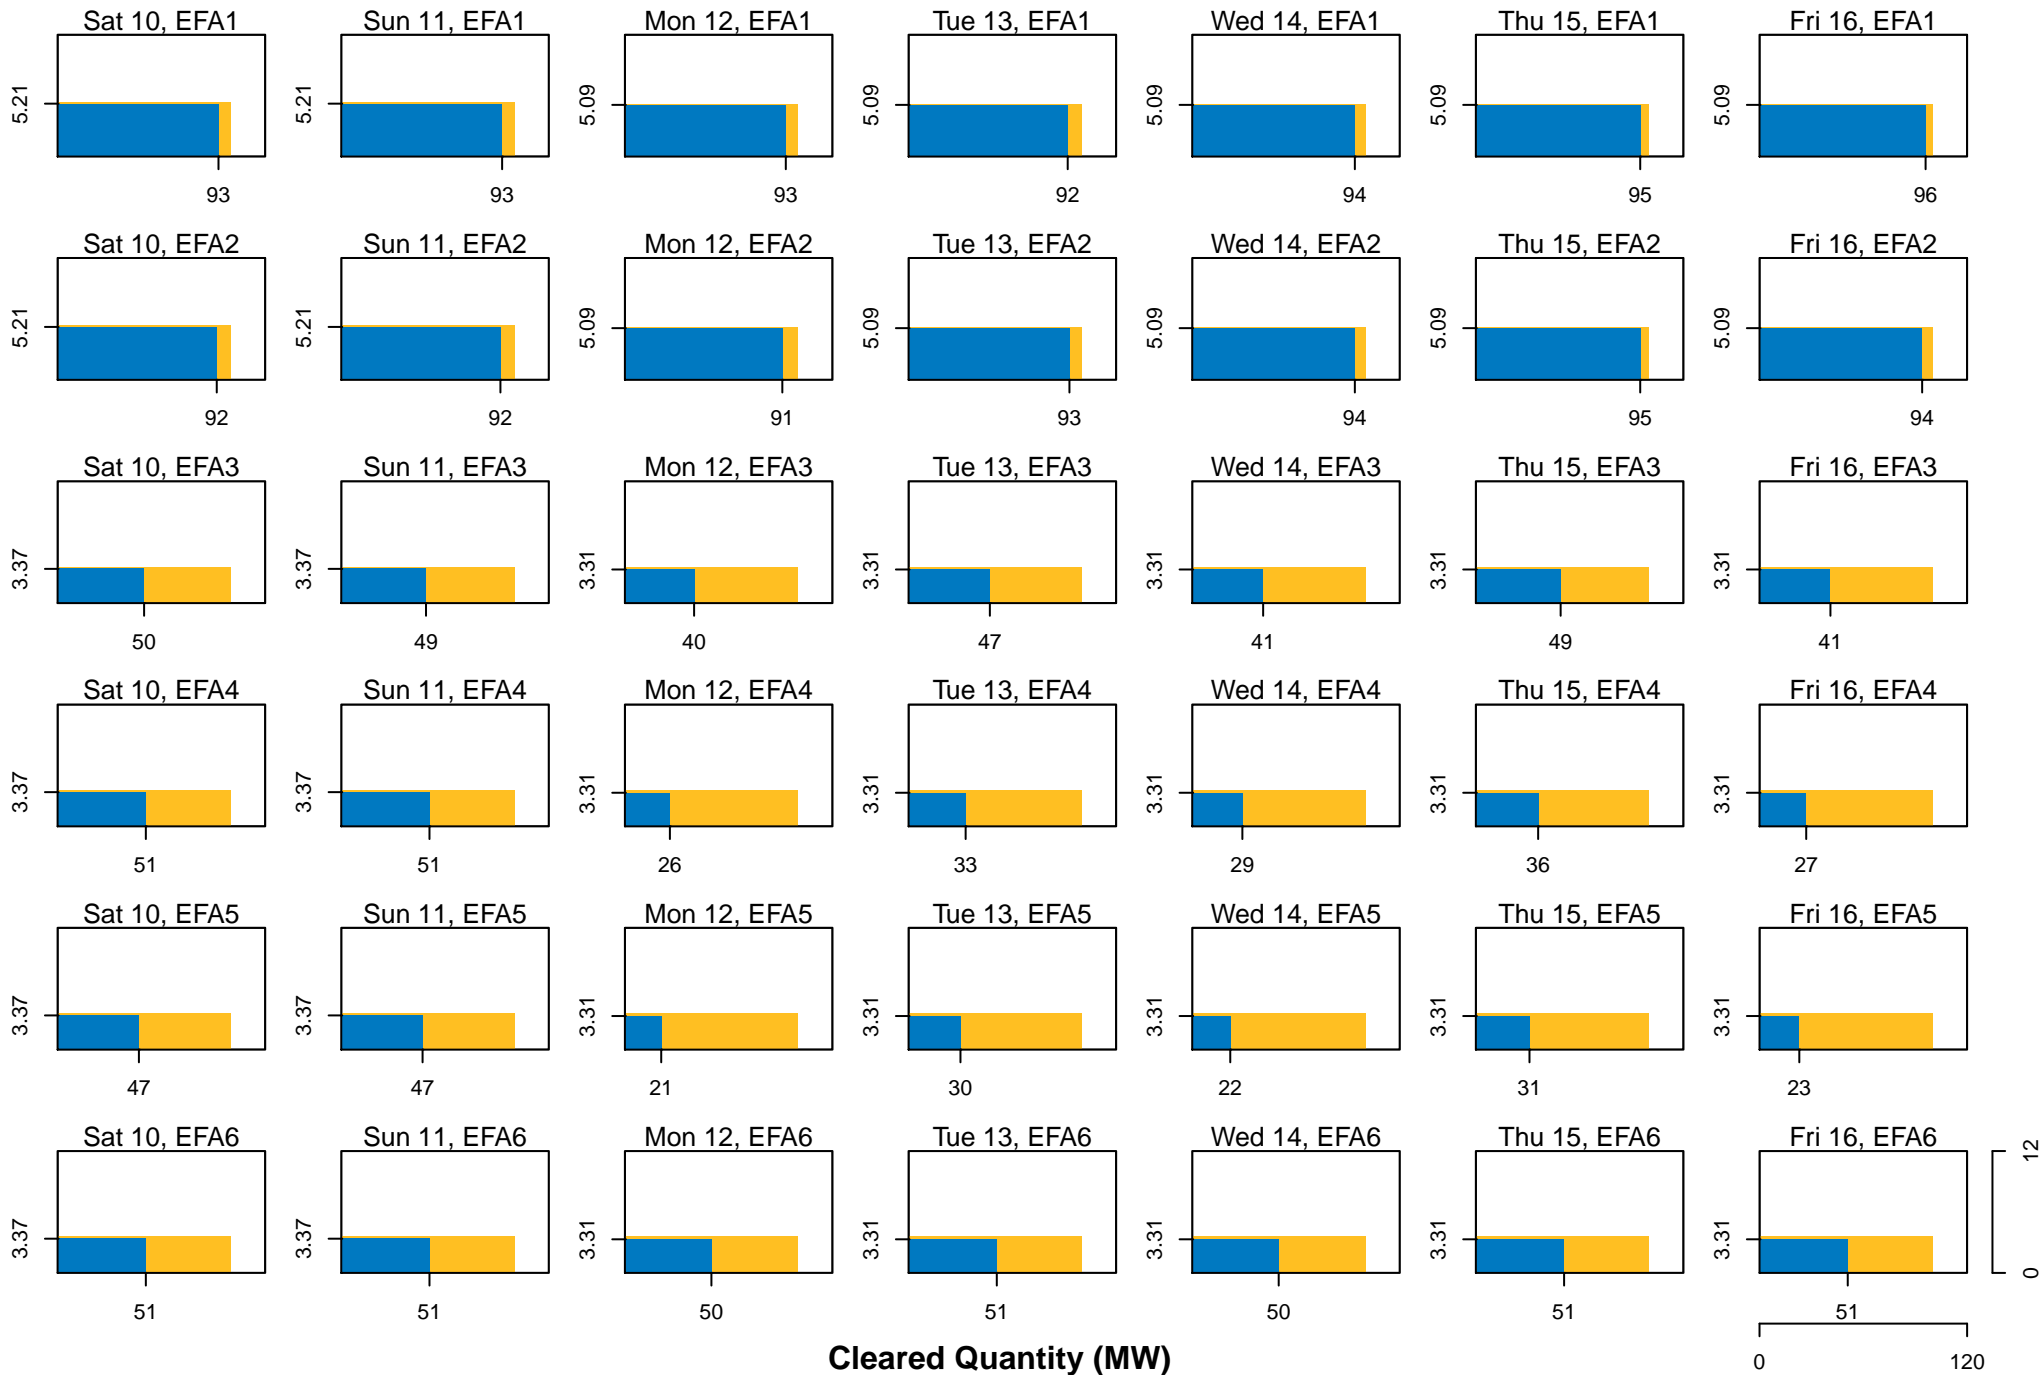 Sat 10, EFA1 Sun 11, EFA1 Mon 12, EFA1 Tue 13, EFA1 Wed 14, EFA1 Thu 15, EFA1 Fri 16, EFA1
5.21 5.21 5.09 5.09 5.09 5.09 5.09
93 93 93 92 94 95 96
Sat 10, EFA2 Sun 11, EFA2 Mon 12, EFA2 Tue 13, EFA2 Wed 14, EFA2 Thu 15, EFA2 Fri 16, EFA2
5.21 5.21 5.09 5.09 5.09 5.09 5.09
92 92 91 93 94 95 94
Sat 10, EFA3 Sun 11, EFA3 Mon 12, EFA3 Tue 13, EFA3 Wed 14, EFA3 Thu 15, EFA3 Fri 16, EFA3
3.37 3.37 3.31 3.31 3.31 3.31 3.31
50 49 40 47 41 49 41
Sat 10, EFA4 Sun 11, EFA4 Mon 12, EFA4 Tue 13, EFA4 Wed 14, EFA4 Thu 15, EFA4 Fri 16, EFA4
3.37 3.37 3.31 3.31 3.31 3.31 3.31
51 51 26 33 29 36 27
Sat 10, EFA5 Sun 11, EFA5 Mon 12, EFA5 Tue 13, EFA5 Wed 14, EFA5 Thu 15, EFA5 Fri 16, EFA5
3.37 3.37 3.31 3.31 3.31 3.31 3.31
47 47 21 30 22 31 23
Sat 10, EFA6 Sun 11, EFA6 Mon 12, EFA6 Tue 13, EFA6 Wed 14, EFA6 Thu 15, EFA6 Fri 16, EFA6
12
3.37 3.37 3.31 3.31 3.31 3.31 3.31
0
51 51 50 51 50 51 51
Cleared Quantity (MW)
0 120